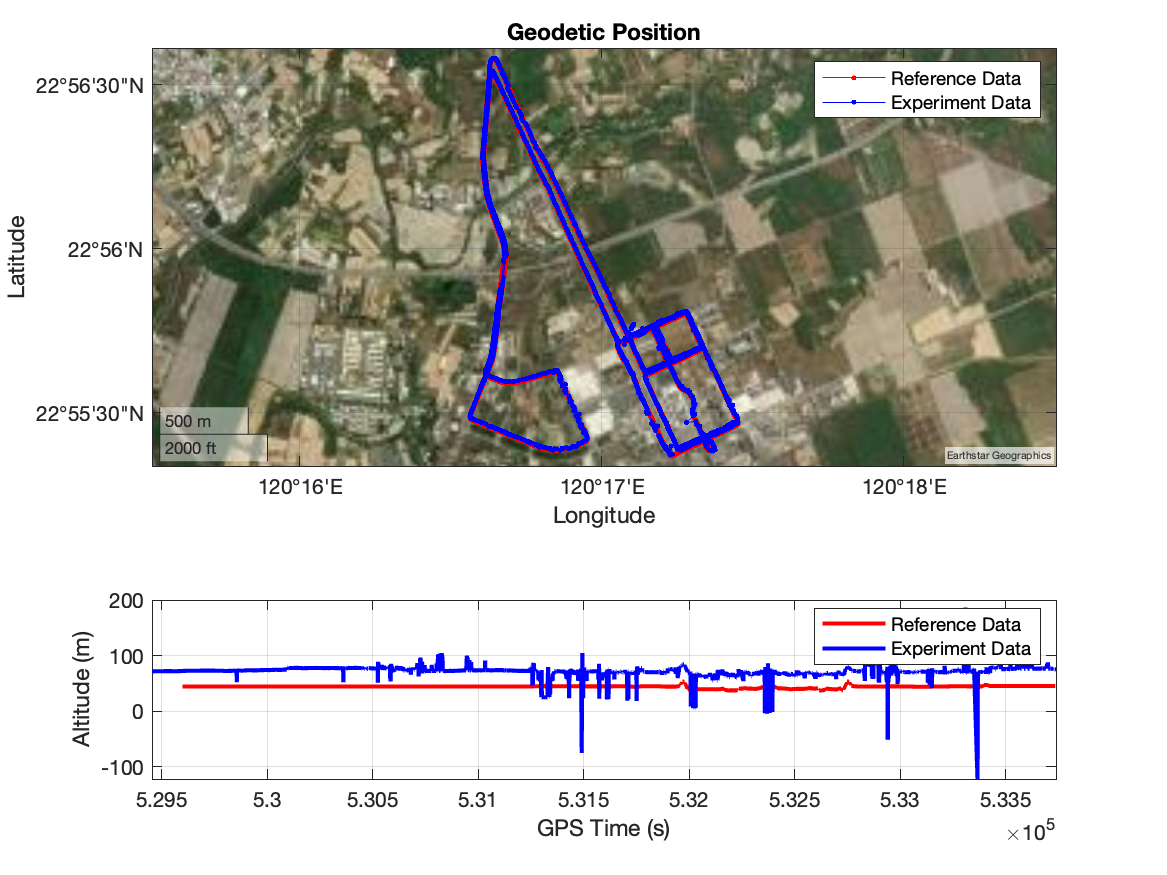 Geodetic Position
Reference Data
Experiment Data
22°56'30"N
22°56'N
22°55'30"N
Latitude
500 m
2000 ft
Earthstar Geographics
120°16'E
120°17'E
120°18'E
Longitude
200
100
0
-100
Altitude (m)
Reference Data
Experiment Data
5.295
5.3
5.305
5.31
5.315
5.32
5.325
5.33
5.335
GPS Time (s)
×10⁵